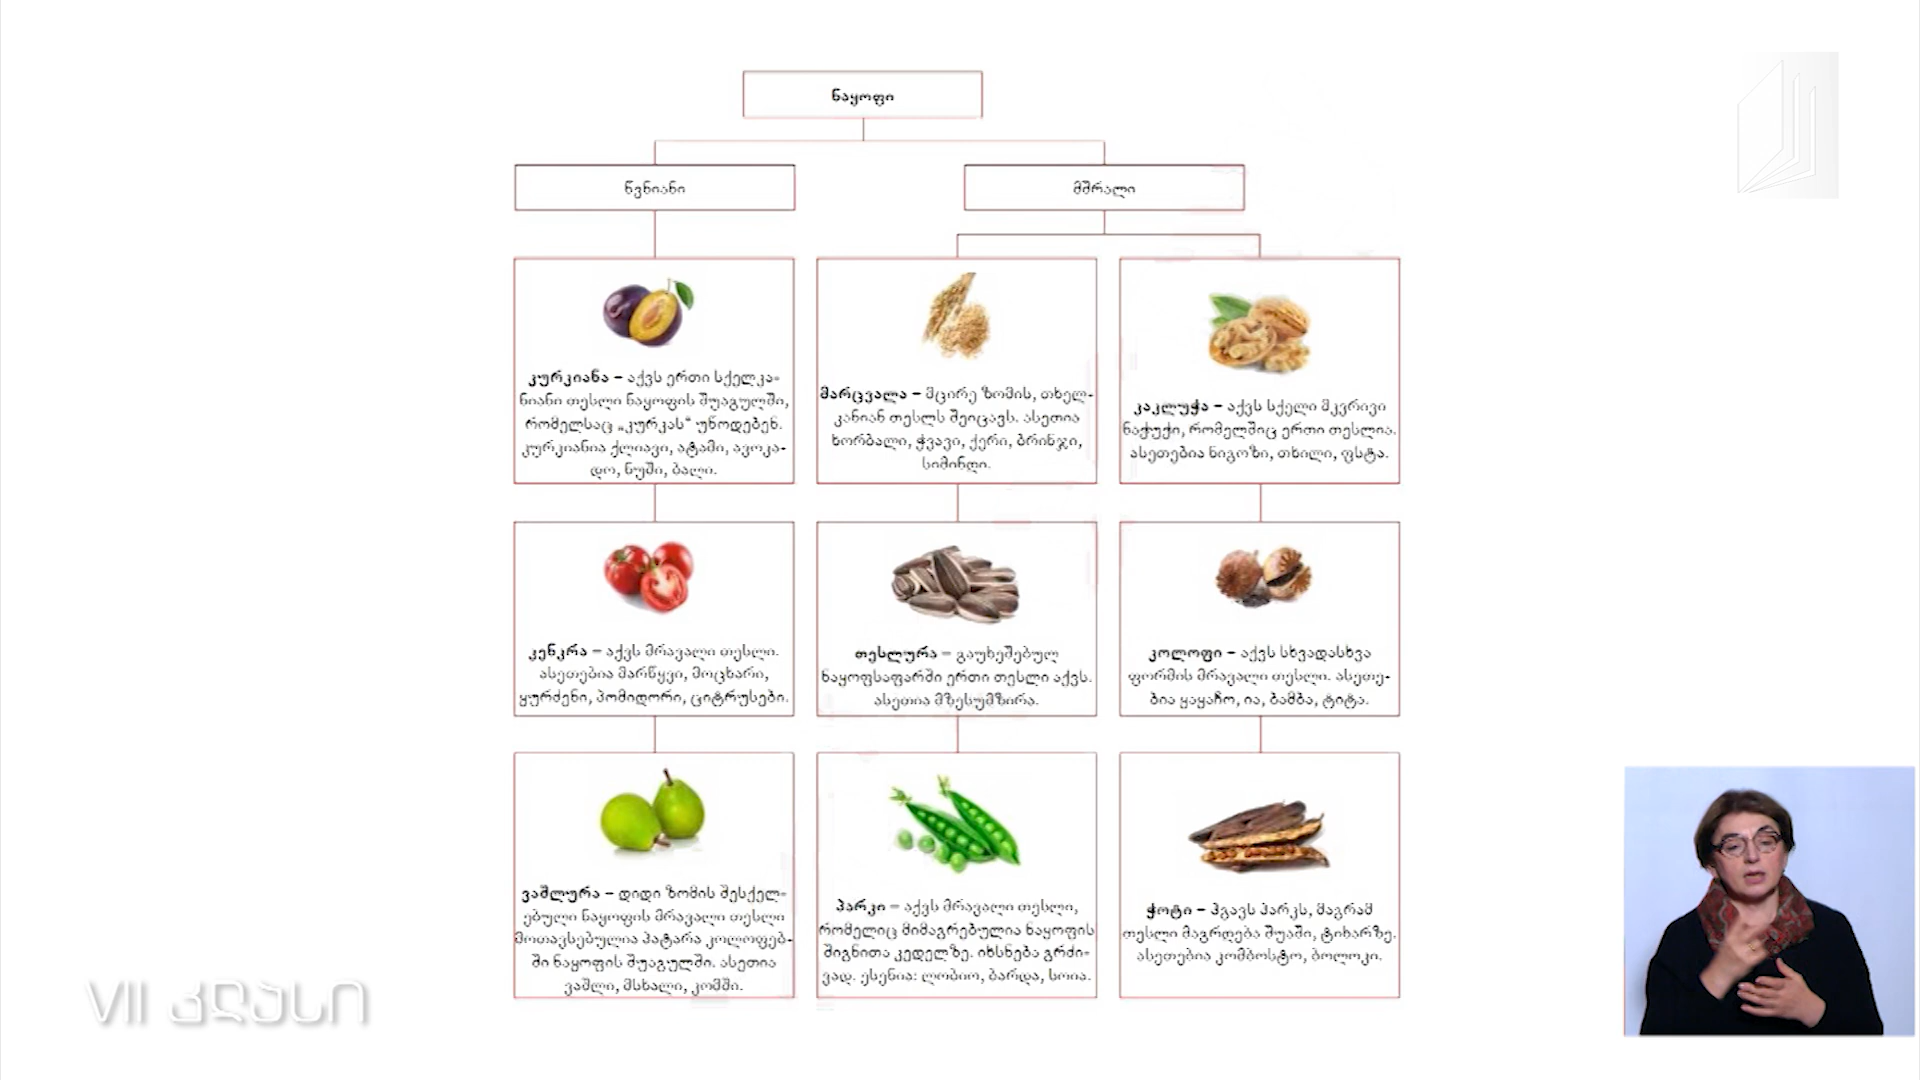 ნაყოფი
წვნიანი
მშრალი
კურკიანა – აქვს ერთი სქელკა-
ნიანი თესლი ნაყოფის შუაგულში,
რომელსაც „კურკას“ უწოდებენ.
კურკიანია ქლიავი, ატამი, ავოკა-
დო, ნუში, ბალი.
მარცვალა – მცირე ზომის, თხელ-
კანიან თესლს შეიცავს. ასეთია
ხორბალი, ჭვავი, ქერი, ბრინჯი,
სიმინდი.
კაკლუჭა – აქვს სქელი მკვრივი
ნაჭუჭი, რომელშიც ერთი თესლია.
ასეთებია ნიგოზი, თხილი, ფსტა.
კენკრა – აქვს მრავალი თესლი.
ასეთებია მარწყვი, მოცხარი,
ყურძენი, პომიდორი, ციტრუსები.
თესლურა – გაუხეშებულ
ნაყოფსაფარში ერთი თესლი აქვს.
ასეთია მზესუმზირა.
კოლოფი – აქვს სხვადასხვა
ფორმის მრავალი თესლი. ასეთე-
ბია ყაყაჩო, ია, ბამბა, ტიტა.
ვაშლურა – დიდი ზომის შესქელ-
ებული ნაყოფის მრავალი თესლი
მოთავსებულია პატარა კოლოფებ-
ში ნაყოფის შუაგულში. ასეთია
ვაშლი, მსხალი, კომში.
პარკი – აქვს მრავალი თესლი,
რომელიც მიმაგრებულია ნაყოფის
შიგნითა კედელზე. იხსნება გრძი-
ვად. ესენია: ლობიო, ბარდა, სოია.
ჭოტი – ჰგავს პარკს, მაგრამ
თესლი მაგრდება შუაში, ტიხარზე.
ასეთებია კომბოსტო, ბოლოკი.
VII კლასი